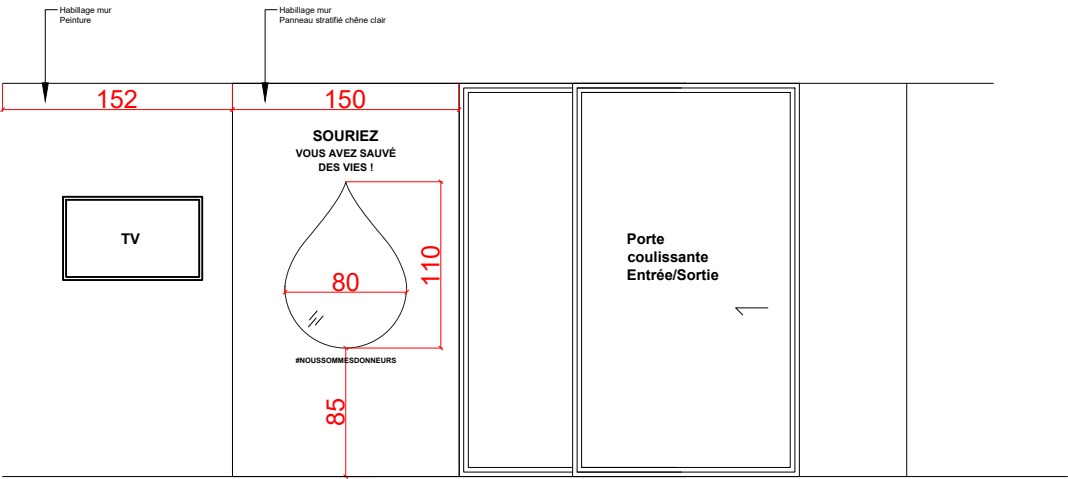 Habillage mur
Peinture
Habillage mur
Panneau stratifié chêne clair
152
150
SOURIEZ
VOUS AVEZ SAUVÉ
DES VIES !
TV
110
80
Porte
coulissante
Entrée/Sortie
#NOUSSOMMESDONNEURS
85